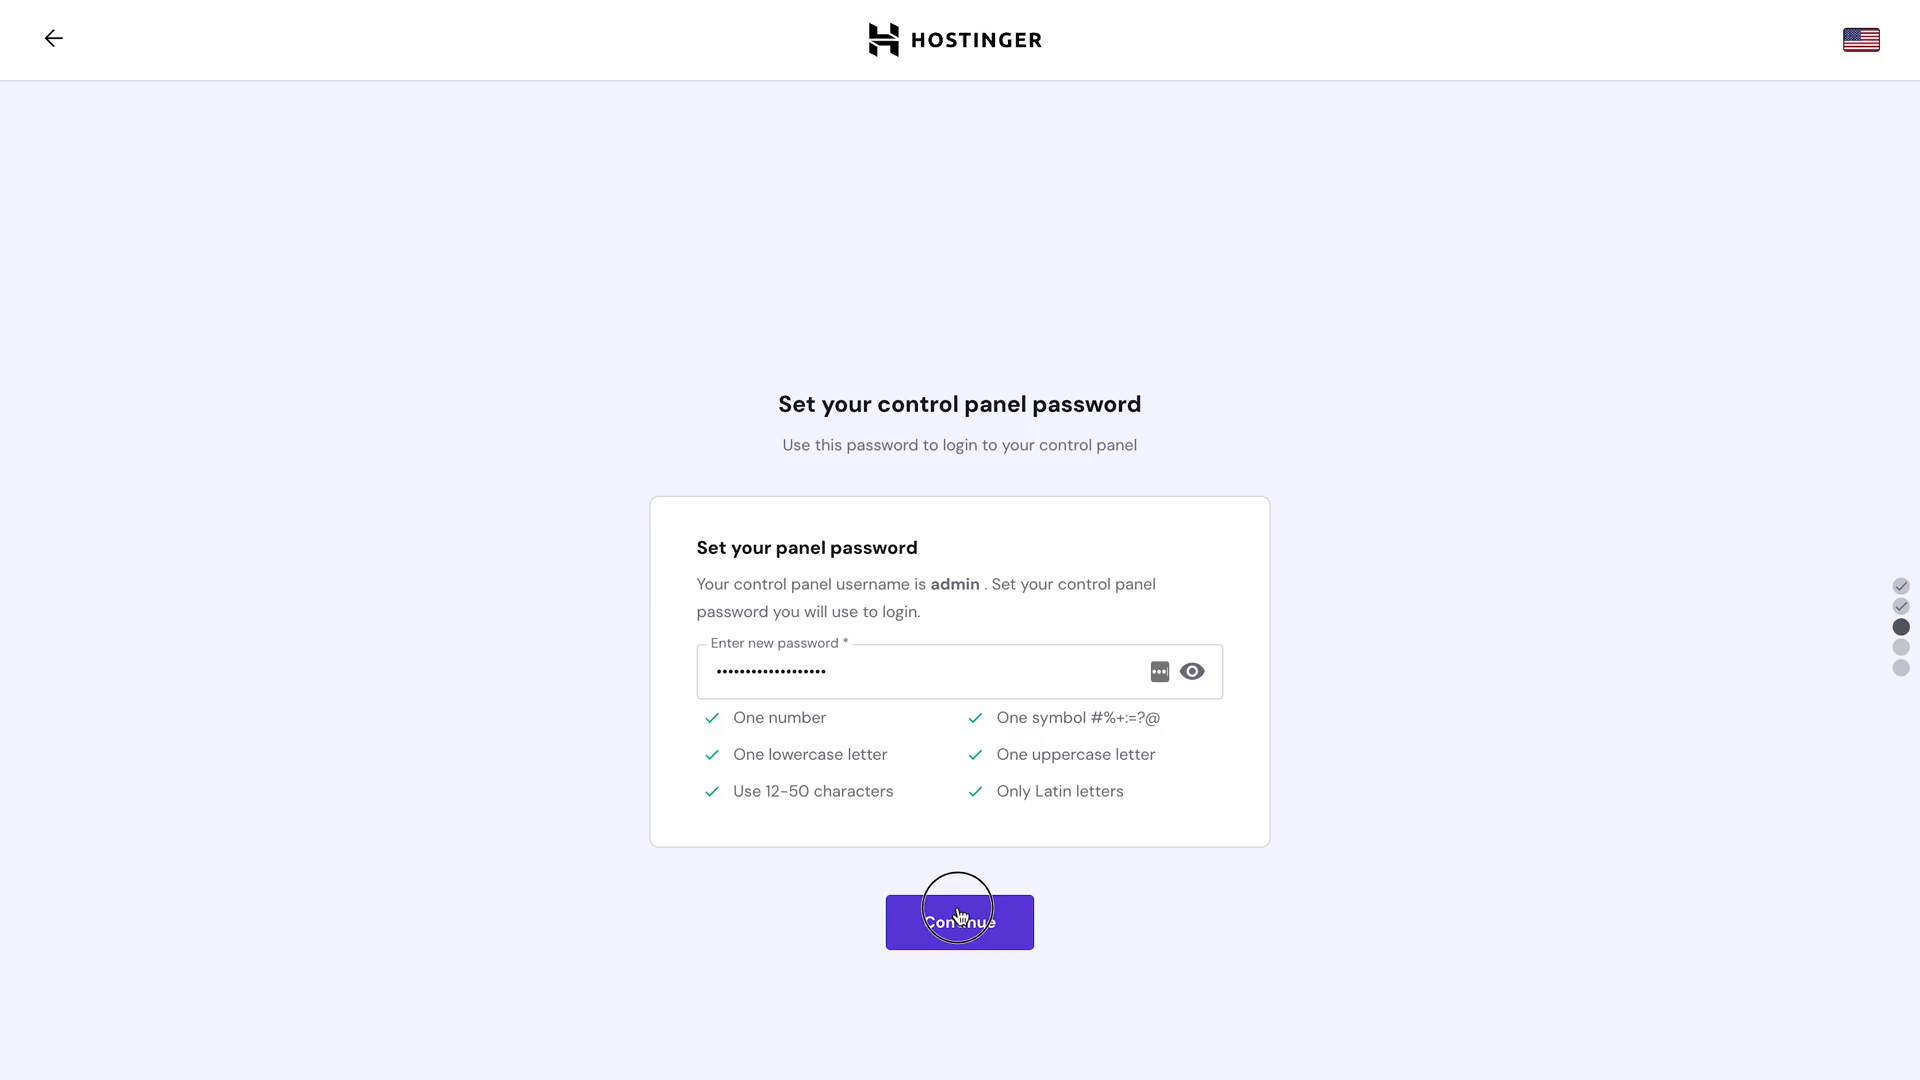 HOSTINGER
Set your control panel password
Use this password to login to your control panel
Set your panel password
Your control panel username is admin . Set your control panel
password you will use to login.
Enter new password *
•••••••••••••••••••
One number
One symbol #%+:=?@
One lowercase letter
One uppercase letter
Use 12-50 characters
Only Latin letters
Continue